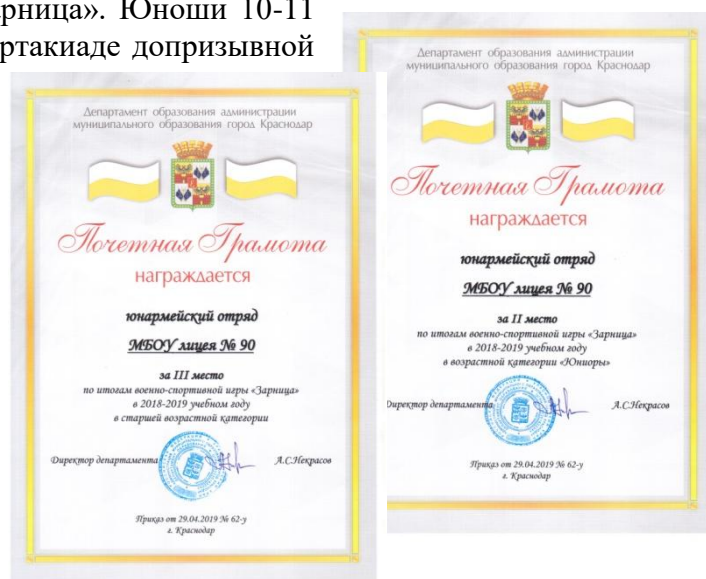 арница». Юноши 10-11
ртакиаде допризывной
Департамент образования администрации
муниципального образования город Краснодар
Почетная Грамота
награждается
юнармейский отряд
МБОУ лицея № 90
за III место
по итогам военно-спортивной игры «Зарница»
в 2018-2019 учебном году
в старшей возрастной категории
Директор департамента А.С.Некрасов
Приказ от 29.04.2019 № 62-у
г. Краснодар
Департамент образования администрации
муниципального образования город Краснодар
Почетная Грамота
награждается
юнармейский отряд
МБОУ лицея № 90
за II место
по итогам военно-спортивной игры «Зарница»
в 2018-2019 учебном году
в возрастной категории «Юниоры»
Директор департамента А.С.Некрасов
Приказ от 29.04.2019 № 62-у
г. Краснодар